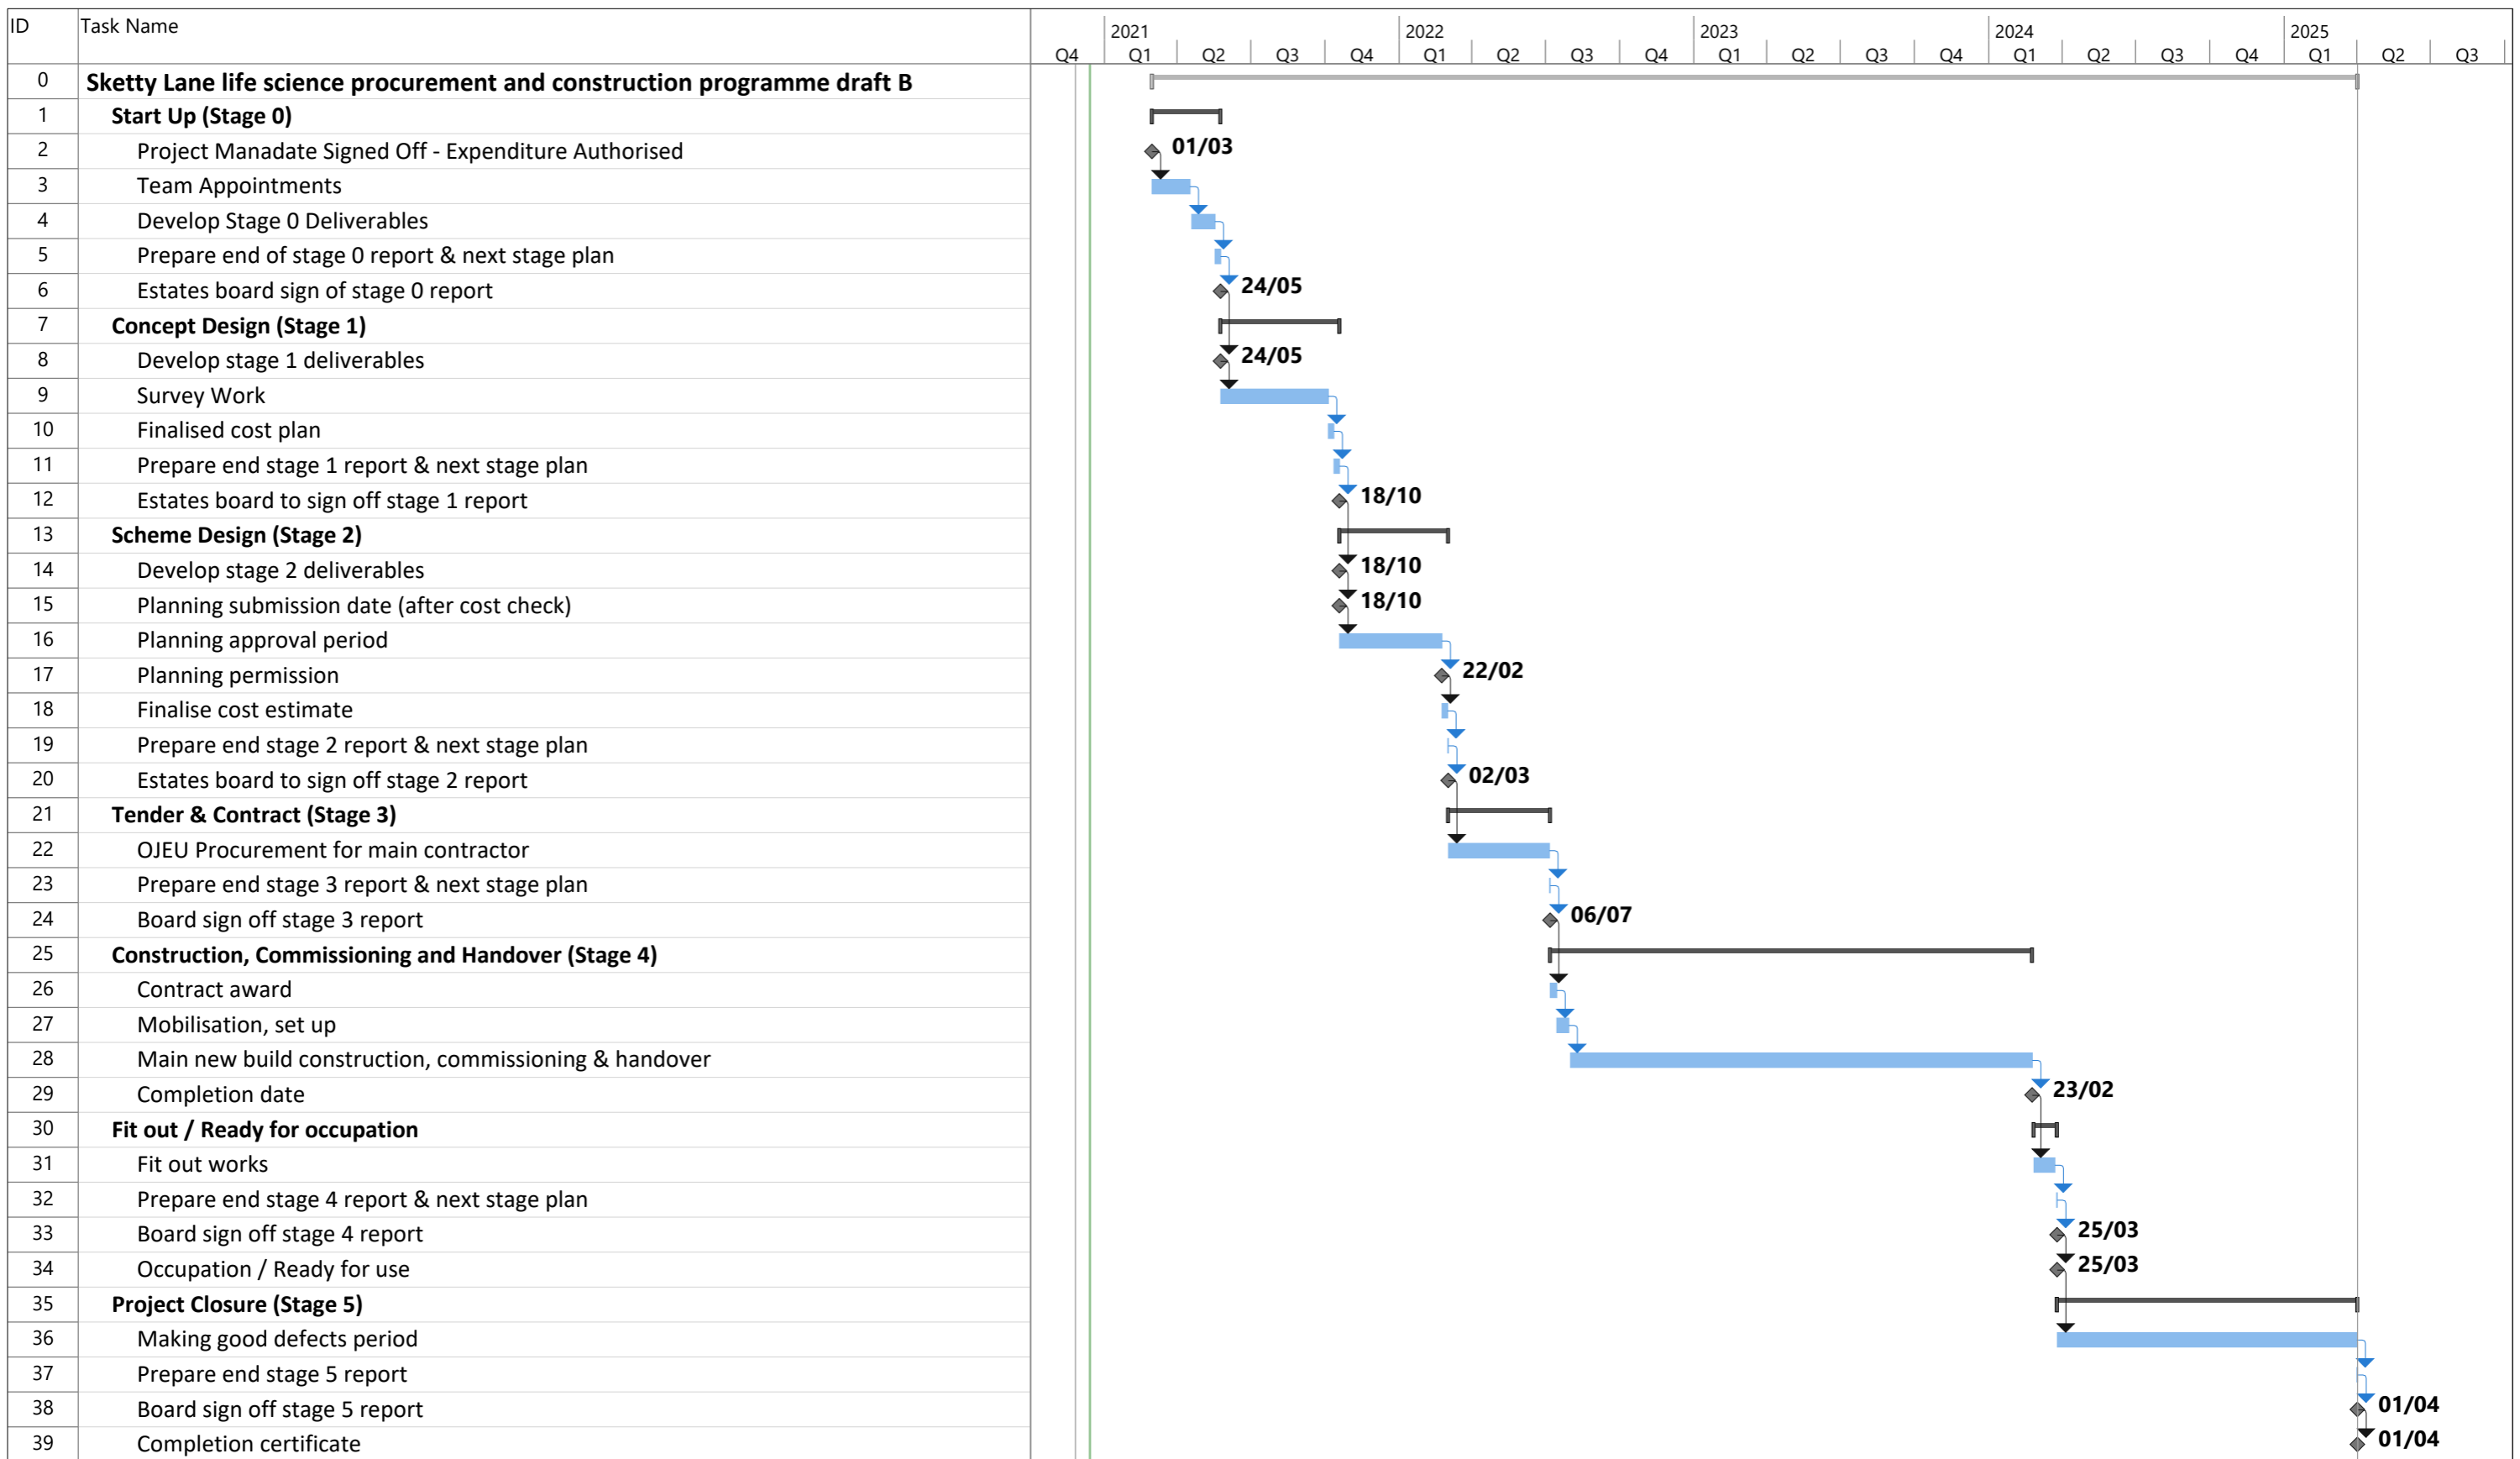 ID Task Name 2021 2022 2023 2024 2025
Q4 Q1 Q2 Q3 Q4 Q1 Q2 Q3 Q4 Q1 Q2 Q3 Q4 Q1 Q2 Q3 Q4 Q1 Q2 Q3
0 Sketty Lane life science procurement and construction programme draft B
1 Start Up (Stage 0)
2 Project Manadate Signed Off - Expenditure Authorised 01/03
3 Team Appointments
4 Develop Stage 0 Deliverables
5 Prepare end of stage 0 report & next stage plan
6 Estates board sign of stage 0 report 24/05
7 Concept Design (Stage 1)
8 Develop stage 1 deliverables 24/05
9 Survey Work
10 Finalised cost plan
11 Prepare end stage 1 report & next stage plan
12 Estates board to sign off stage 1 report 18/10
13 Scheme Design (Stage 2)
14 Develop stage 2 deliverables 18/10
15 Planning submission date (after cost check) 18/10
16 Planning approval period
17 Planning permission 22/02
18 Finalise cost estimate
19 Prepare end stage 2 report & next stage plan
20 Estates board to sign off stage 2 report 02/03
21 Tender & Contract (Stage 3)
22 OJEU Procurement for main contractor
23 Prepare end stage 3 report & next stage plan
24 Board sign off stage 3 report 06/07
25 Construction, Commissioning and Handover (Stage 4)
26 Contract award
27 Mobilisation, set up
28 Main new build construction, commissioning & handover
29 Completion date 23/02
30 Fit out / Ready for occupation
31 Fit out works
32 Prepare end stage 4 report & next stage plan
33 Board sign off stage 4 report 25/03
34 Occupation / Ready for use 25/03
35 Project Closure (Stage 5)
36 Making good defects period
37 Prepare end stage 5 report
38 Board sign off stage 5 report 01/04
39 Completion certificate 01/04